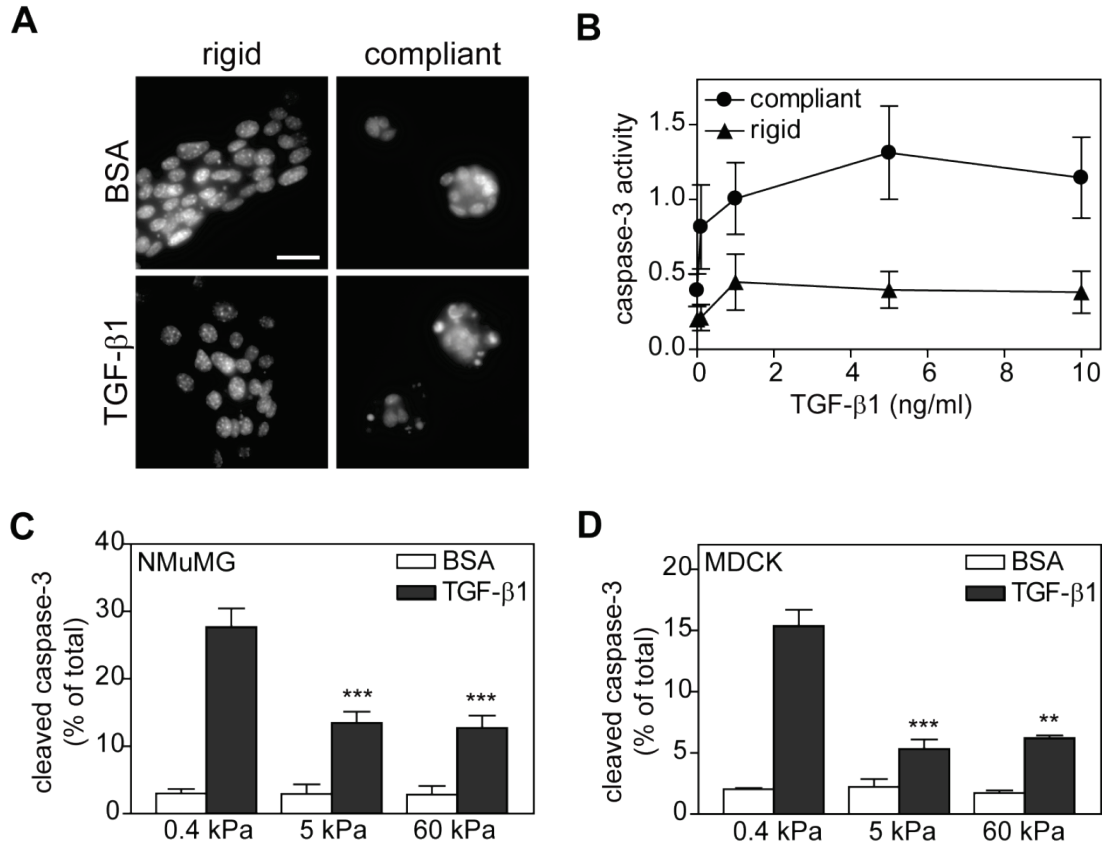 A
rigid compliant
BSA
TGF-β1
B
compliant
rigid
caspase-3 activity
1.5
1.0
0.5
0.0
0 2 4 6 8 10
TGF-β1 (ng/ml)
C
NMuMG
BSA
TGF-β1
cleaved caspase-3
(% of total)
40
30
20
10
0
*** ***
0.4 kPa 5 kPa 60 kPa
D
MDCK
BSA
TGF-β1
cleaved caspase-3
(% of total)
20
15
10
5
0
*** **
0.4 kPa 5 kPa 60 kPa